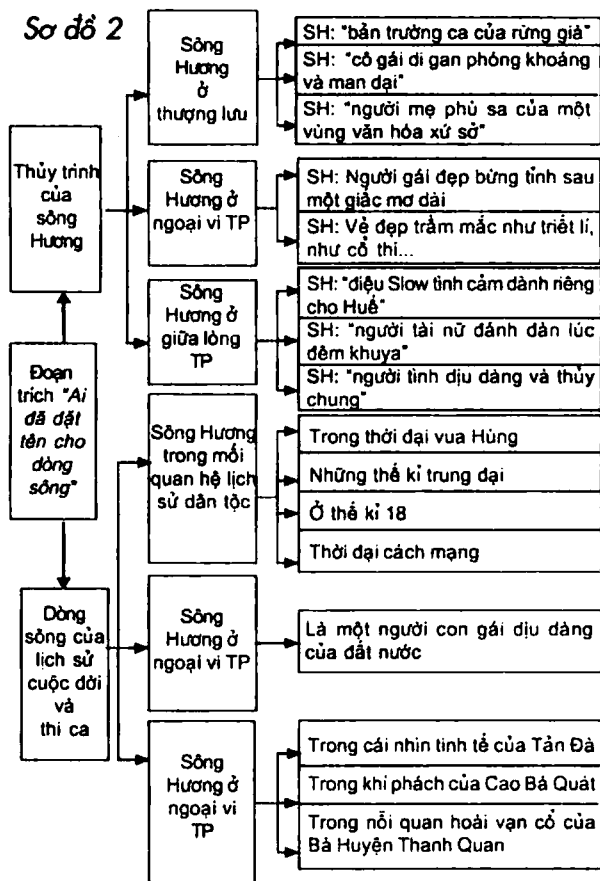 Sơ đồ 2
Đoạn
trích "Ai
đã đặt
tên cho
dòng
sông"
Thủy trình
của
sông
Hương
Sông
Hương
ở
thượng lưu
SH: "bản trường ca của rừng già"
SH: "cô gái di gan phóng khoáng
và man dại"
SH: "người mẹ phù sa của một
vùng văn hóa xứ sở"
Sông
Hương ở
ngoại vi TP
SH: Người gái đẹp bừng tỉnh sau
một giấc mơ dài
SH: Vẻ đẹp trầm mặc như triết lí,
như cổ thi...
Sông
Hương ở
giữa lòng
TP
SH: "điệu Slow tình cảm dành riêng
cho Huế"
SH: "người tài nữ đánh đàn lúc
đêm khuya"
SH: "người tình dịu dàng và thủy
chung"
Dòng
sông của
lịch sử
cuộc đời
và
thi ca
Sông Hương
trong mối
quan hệ lịch
sử dân tộc
Trong thời đại vua Hùng
Những thế kỉ trung đại
Ở thế kỉ 18
Thời đại cách mạng
Sông
Hương ở
ngoại vi TP
Là một người con gái dịu dàng
của đất nước
Sông
Hương ở
ngoại vi TP
Trong cái nhìn tinh tế của Tản Đà
Trong khí phách của Cao Bá Quát
Trong nỗi quan hoài vạn cổ của
Bà Huyện Thanh Quan